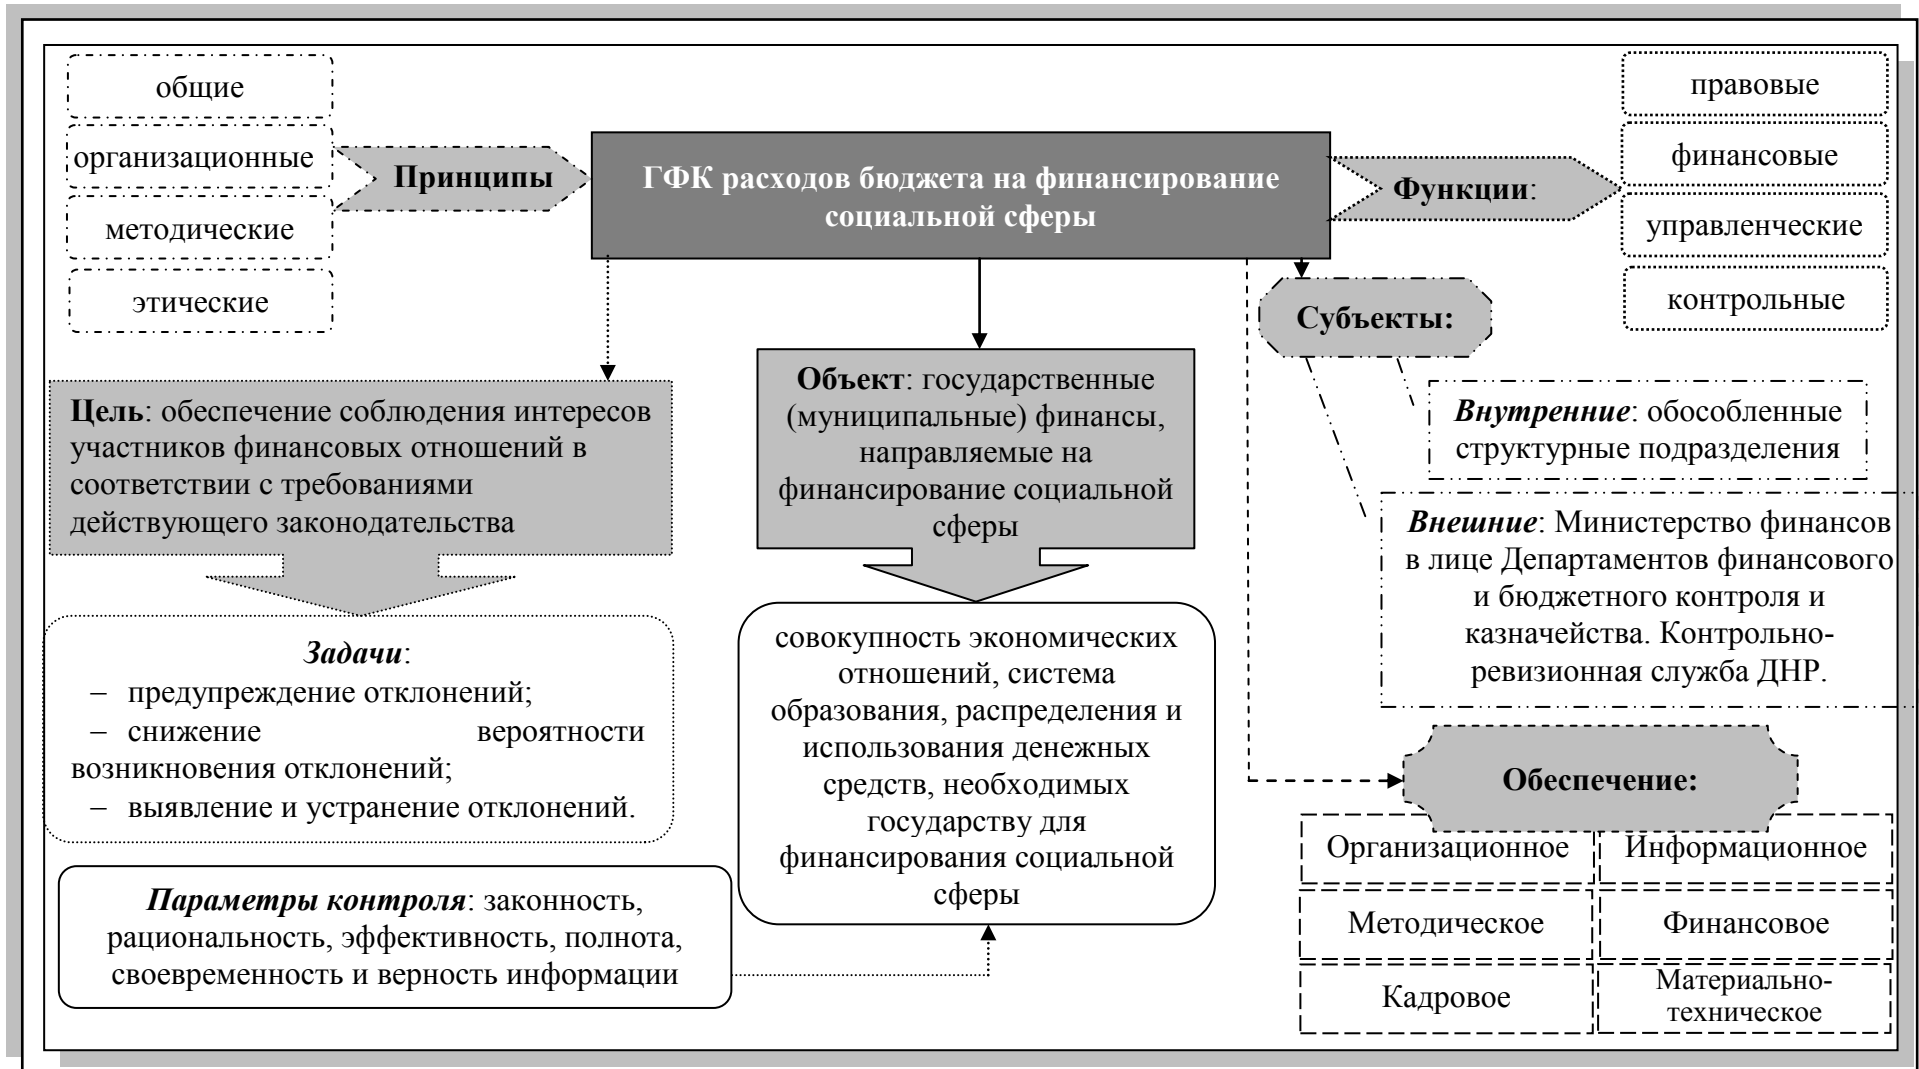 общие
организационные
методические
этические
Принципы
ГФК расходов бюджета на финансирование
социальной сферы
Функции:
правовые
финансовые
управленческие
контрольные
Субъекты:
Внутренние: обособленные
структурные подразделения
Внешние: Министерство финансов
в лице Департаментов финансового
и бюджетного контроля и
казначейства. Контрольно-
ревизионная служба ДНР.
Цель: обеспечение соблюдения интересов
участников финансовых отношений в
соответствии с требованиями
действующего законодательства
Объект: государственные
(муниципальные) финансы,
направляемые на
финансирование социальной
сферы
Задачи:
– предупреждение отклонений;
– снижение вероятности
возникновения отклонений;
– выявление и устранение отклонений.
совокупность экономических
отношений, система
образования, распределения и
использования денежных
средств, необходимых
государству для
финансирования социальной
сферы
Параметры контроля: законность,
рациональность, эффективность, полнота,
своевременность и верность информации
Обеспечение:
Организационное
Информационное
Методическое
Финансовое
Кадровое
Материально-
техническое